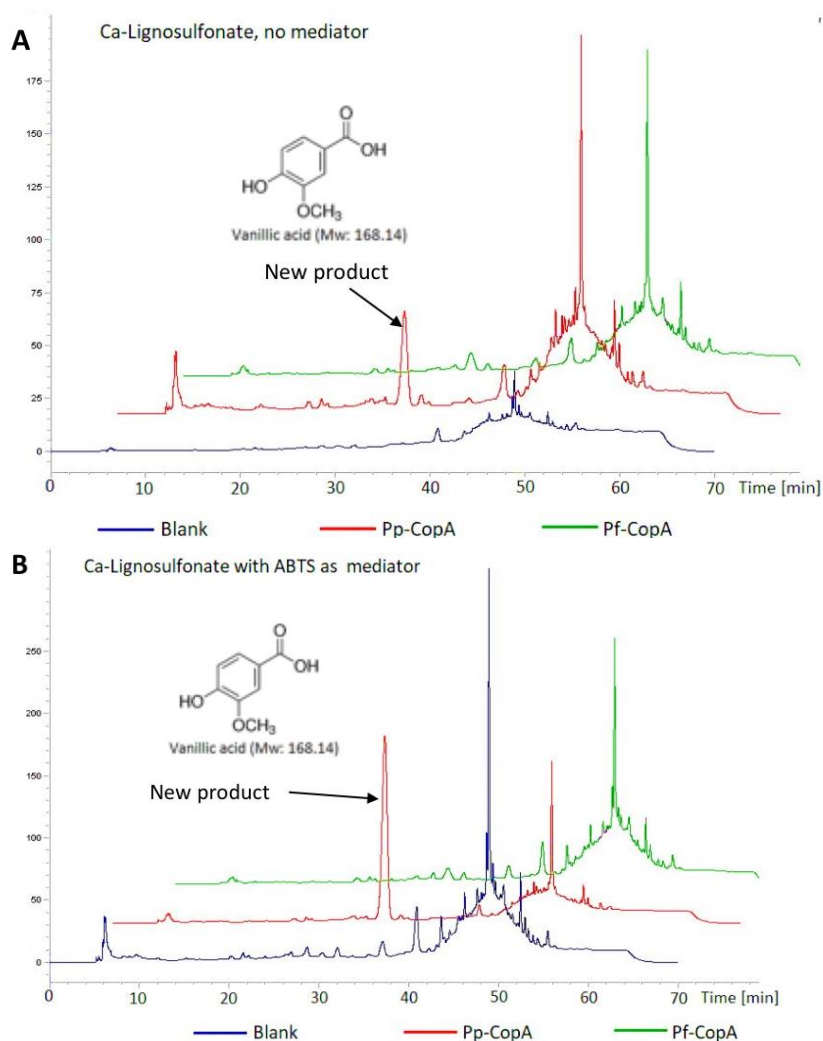 A
Ca-Lignosulfonate, no mediator
O
OH
HO
OCH3
Vanillic acid (Mw: 168.14)
New product
175
150
125
100
75
50
25
0
0 10 20 30 40 50 60 70 Time [min]
Blank Pp-CopA Pf-CopA
B
Ca-Lignosulfonate with ABTS as mediator
O
OH
HO
OCH3
Vanillic acid (Mw: 168.14)
New product
250
200
150
100
50
0
0 10 20 30 40 50 60 70 Time [min]
Blank Pp-CopA Pf-CopA